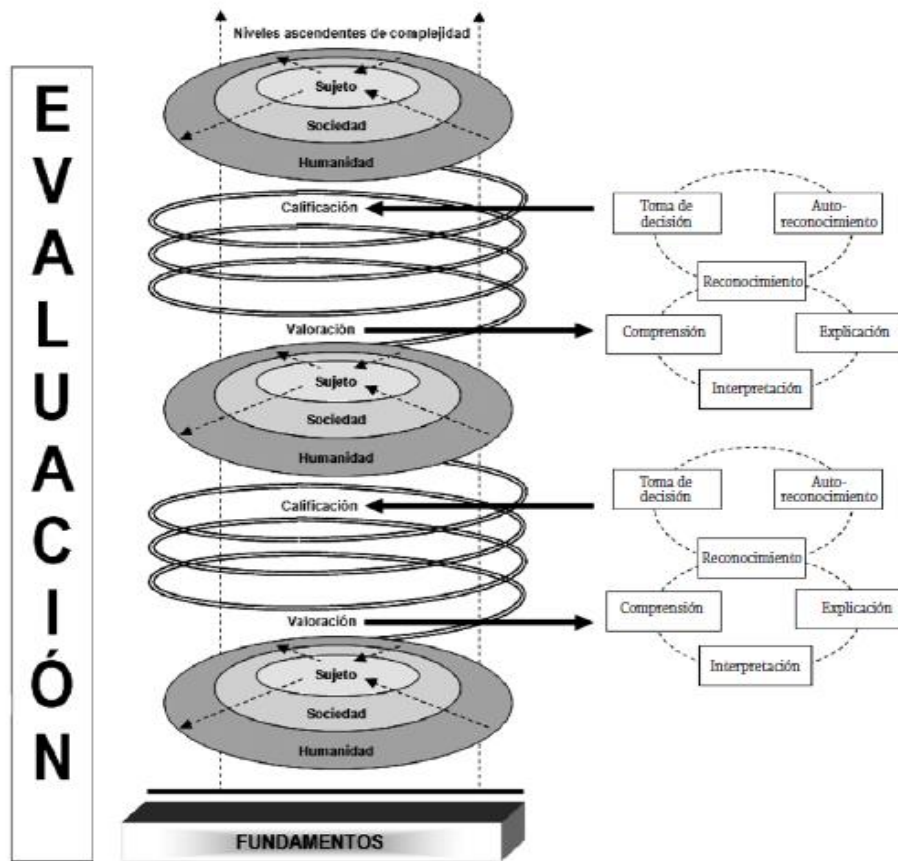 EVALUACIÓN
Niveles ascendentes de complejidad
Sujeto
Sociedad
Humanidad
Calificación
Toma de
decisión
Auto-
reconocimiento
Reconocimiento
Valoración
Comprensión
Explicación
Interpretación
Sujeto
Sociedad
Humanidad
Calificación
Toma de
decisión
Auto-
reconocimiento
Reconocimiento
Valoración
Comprensión
Explicación
Interpretación
Sujeto
Sociedad
Humanidad
FUNDAMENTOS